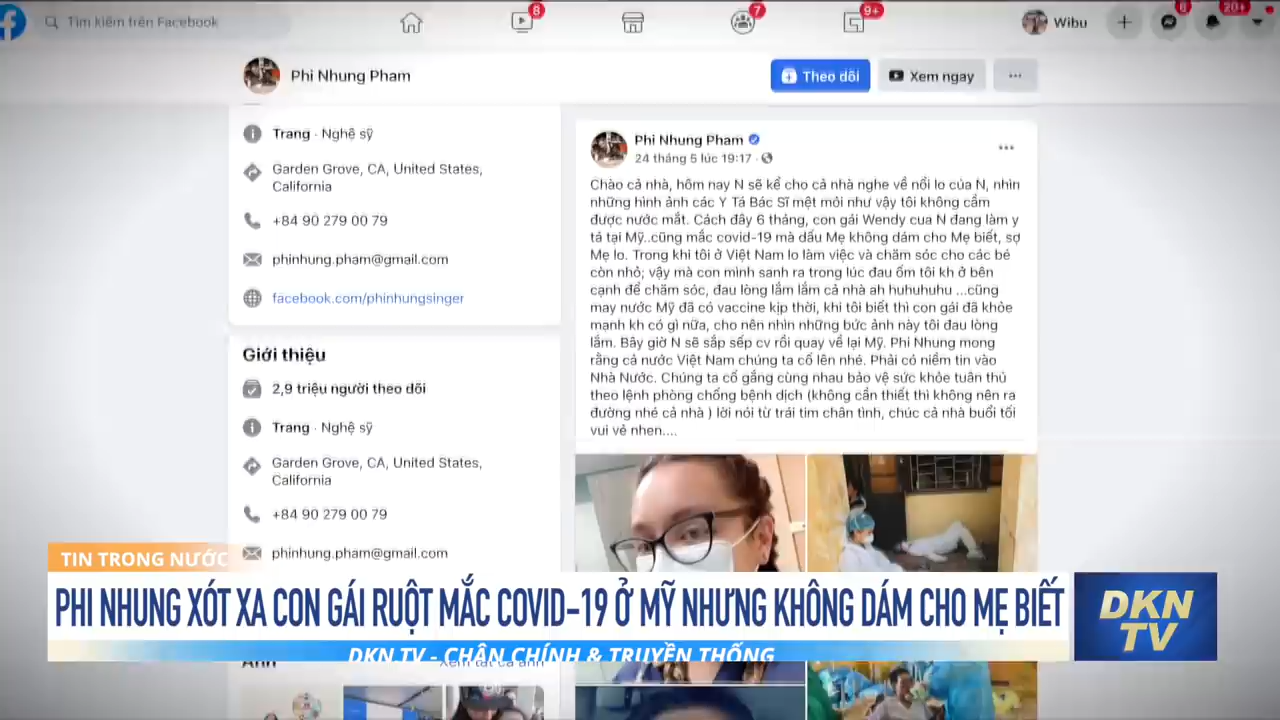 Tìm kiếm trên Facebook
8
7
9+
Wibu
6
20+
Phi Nhung Pham
Theo dõi
Xem ngay
Trang · Nghệ sỹ
Garden Grove, CA, United States,
California
+84 90 279 00 79
phinhung.pham@gmail.com
facebook.com/phinhungsinger
Giới thiệu
2,9 triệu người theo dõi
Trang · Nghệ sỹ
Garden Grove, CA, United States,
California
+84 90 279 00 79
phinhung.pham@gmail.com
Phi Nhung Pham
24 tháng 5 lúc 19:17 ·
Chào cả nhà, hôm nay N sẽ kể cho cả nhà nghe về nổi lo của N, nhìn
những hình ảnh các Y Tá Bác Sĩ mệt mỏi như vậy tôi không cầm
được nước mắt. Cách đây 6 tháng, con gái Wendy cua N đang làm y
tá tại Mỹ..cũng mắc covid-19 mà dấu Mẹ không dám cho Mẹ biết, sợ
Mẹ lo. Trong khi tôi ở Việt Nam lo làm việc và chăm sóc cho các bé
còn nhỏ; vậy mà con mình sanh ra trong lúc đau ốm tôi kh ở bên
cạnh để chăm sóc, đau lòng lắm lắm cả nhà ah huhuhuhu ...cũng
may nước Mỹ đã có vaccine kịp thời, khi tôi biết thì con gái đã khỏe
mạnh kh có gì nữa, cho nên nhìn những bức ảnh này tôi đau lòng
lắm. Bây giờ N sẽ sắp sếp cv rồi quay về lại Mỹ. Phi Nhung mong
rằng cả nước Việt Nam chúng ta cố lên nhé. Phải có niềm tin vào
Nhà Nước. Chúng ta cố gắng cùng nhau bảo vệ sức khỏe tuân thủ
theo lệnh phòng chống bệnh dịch (không cần thiết thì không nên ra
đường nhé cả nhà ) lời nói từ trái tim chân tình, chúc cả nhà buổi tối
vui vẻ nhen....
TIN TRONG NƯỚC
PHI NHUNG XÓT XA CON GÁI RUỘT MẮC COVID-19 Ở MỸ NHƯNG KHÔNG DÁM CHO MẸ BIẾT
DKN TV
DKN.TV - CHÂN CHÍNH & TRUYỀN THỐNG
Ảnh
Xem tất cả ảnh